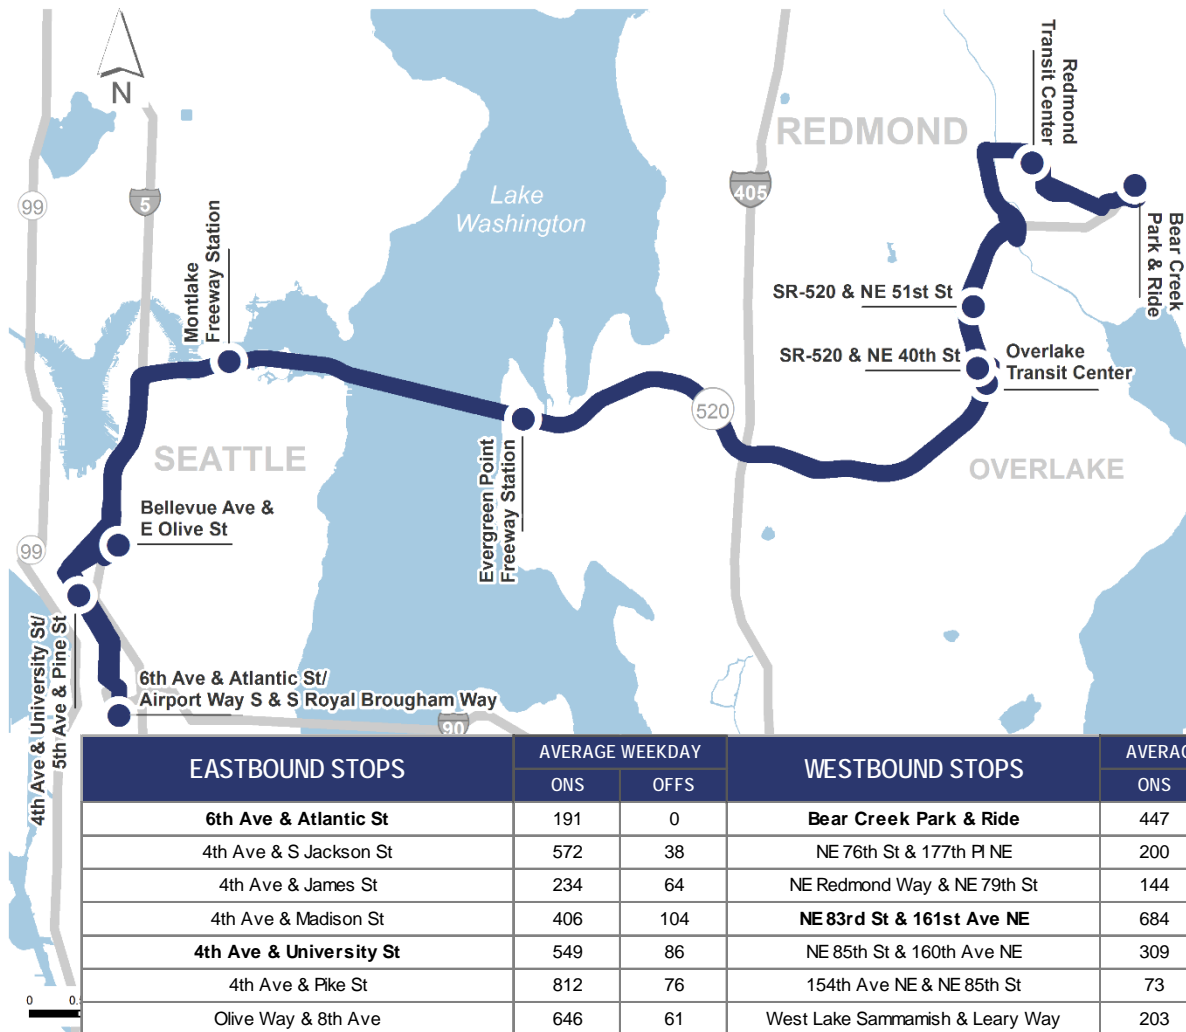 N
99
5
405
REDMOND
Redmond
Transit Center
Bear Creek
Park & Ride
Lake
Washington
Montlake
Freeway Station
SR-520 & NE 51st St
SR-520 & NE 40th St
Overlake
Transit Center
520
SEATTLE
OVERLAKE
Evergreen Point
Freeway Station
Bellevue Ave &
E Olive St
99
4th Ave & University St/
5th Ave & Pine St
6th Ave & Atlantic St/
Airport Way S & S Royal Brougham Way
90
0
EASTBOUND STOPS AVERAGE WEEKDAY WESTBOUND STOPS
ONS OFFS ONS
6th Ave & Atlantic St 191 0 Bear Creek Park & Ride 447
4th Ave & S Jackson St 572 38 NE 76th St & 177th Pl NE 200
4th Ave & James St 234 64 NE Redmond Way & NE 79th St 144
4th Ave & Madison St 406 104 NE 83rd St & 161st Ave NE 684
4th Ave & University St 549 86 NE 85th St & 160th Ave NE 309
4th Ave & Pike St 812 76 154th Ave NE & NE 85th St 73
Olive Way & 8th Ave 646 61 West Lake Sammamish & Leary Way 203